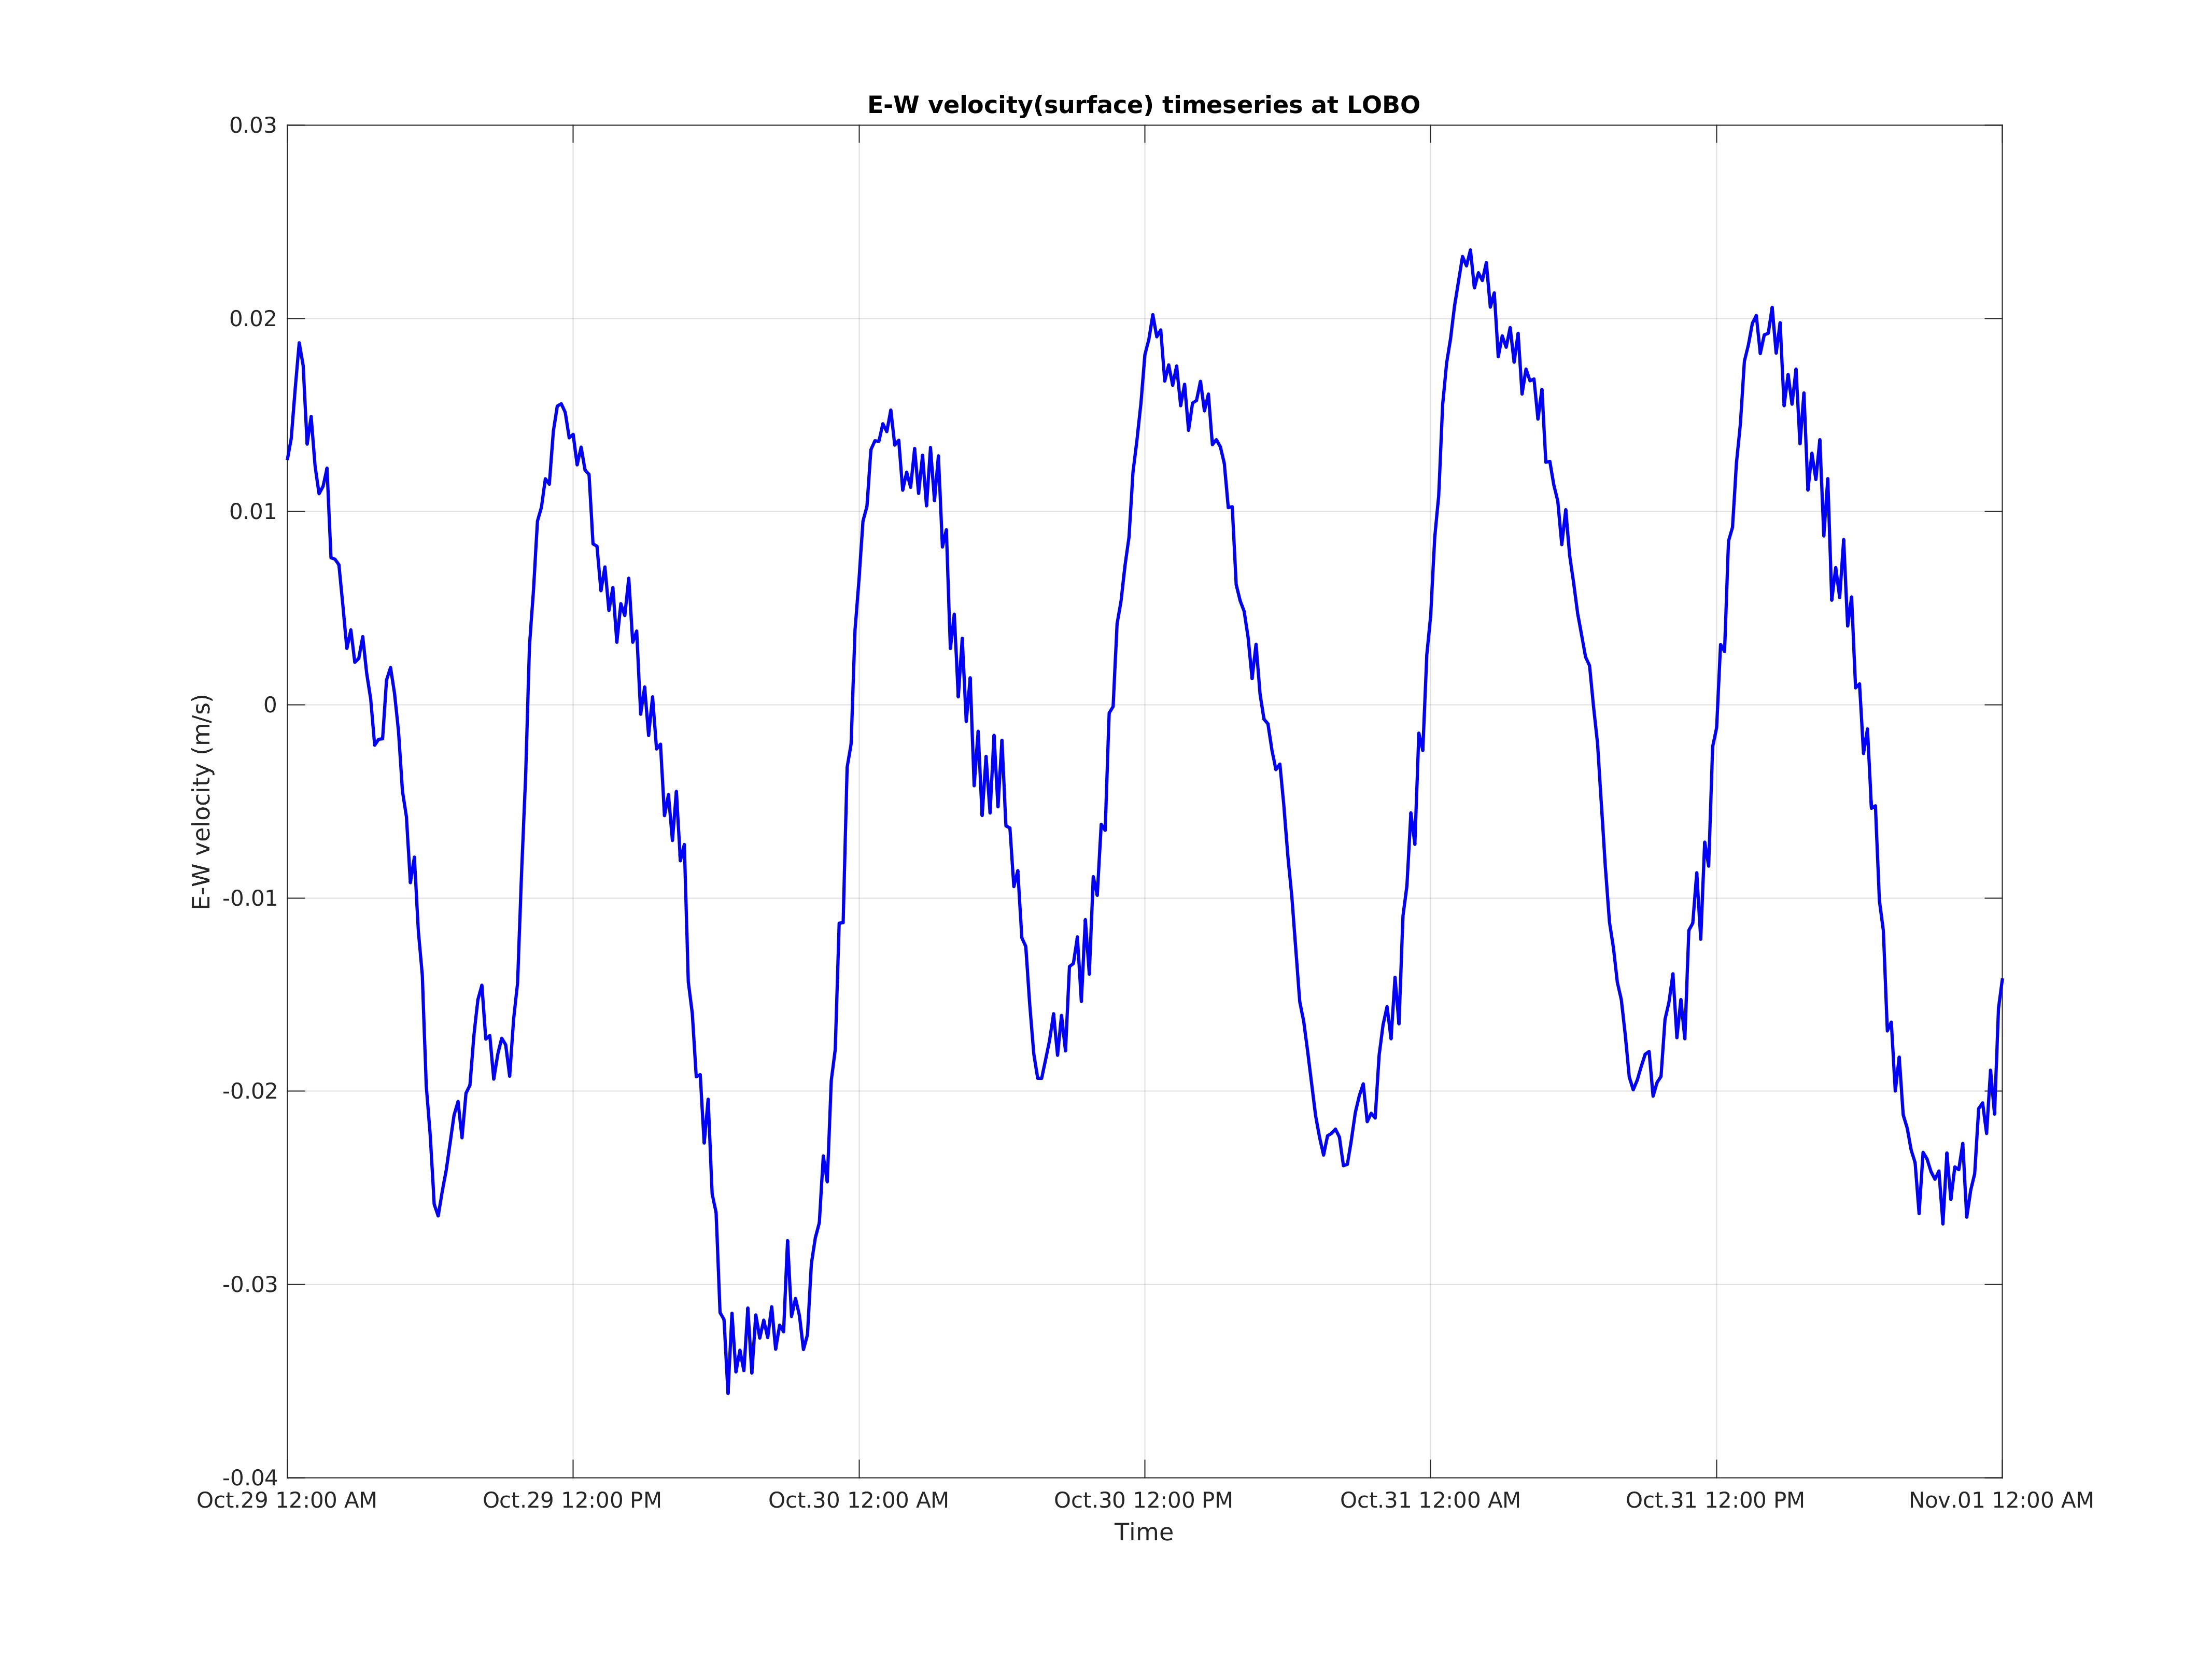 E-W velocity(surface) timeseries at LOBO
0.03
0.02
0.01
0
-0.01
-0.02
-0.03
-0.04
E-W velocity (m/s)
Oct.29 12:00 AM
Oct.29 12:00 PM
Oct.30 12:00 AM
Oct.30 12:00 PM
Oct.31 12:00 AM
Oct.31 12:00 PM
Nov.01 12:00 AM
Time